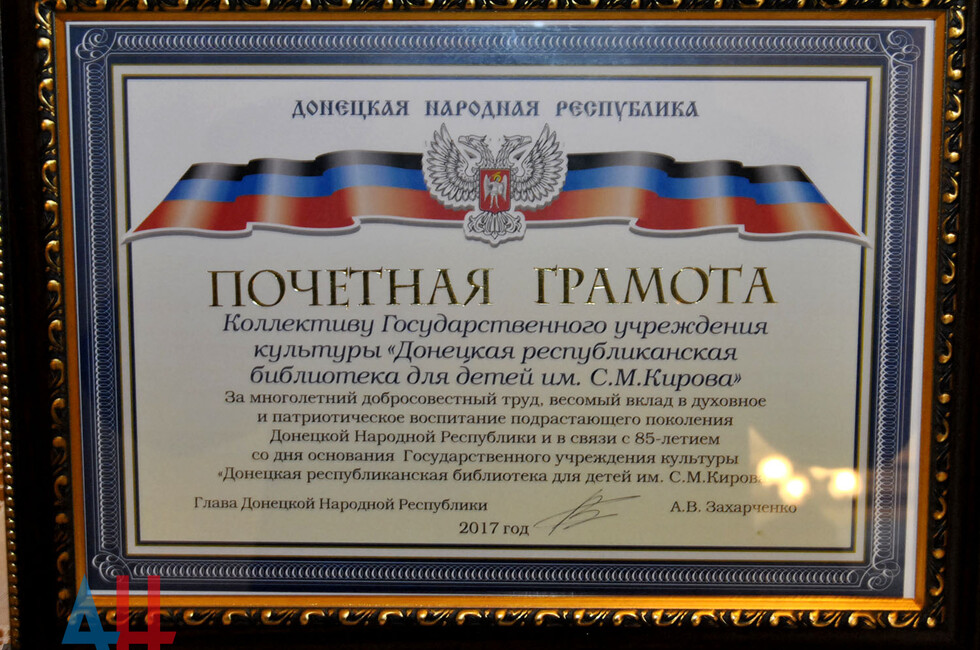 ДОНЕЦКАЯ НАРОДНАЯ РЕСПУБЛИКА
ПОЧЕТНАЯ ГРАМОТА
Коллективу Государственного учреждения
культуры «Донецкая республиканская
библиотека для детей им. С.М.Кирова»
За многолетний добросовестный труд, весомый вклад в духовное
и патриотическое воспитание подрастающего поколения
Донецкой Народной Республики и в связи с 85-летием
со дня основания Государственного учреждения культуры
«Донецкая республиканская библиотека для детей им. С.М.Кирова
Глава Донецкой Народной Республики А.В. Захарченко
2017 год
ДАН